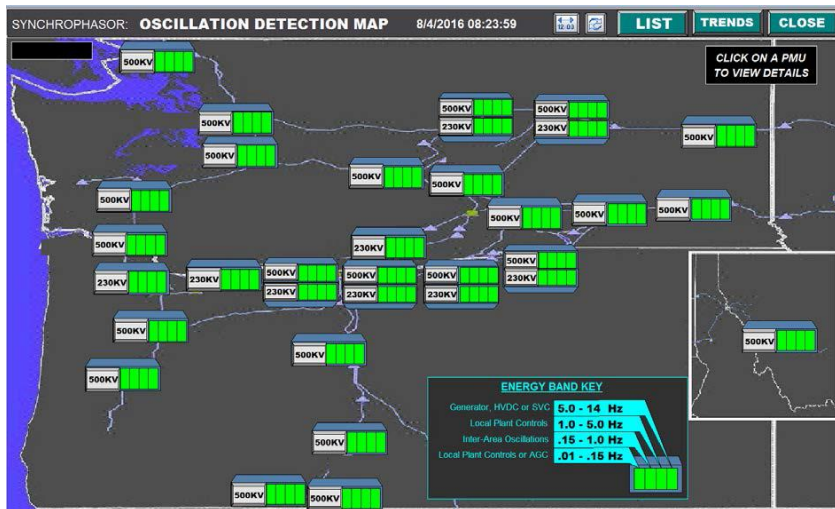 SYNCHROPHASOR: OSCILLATION DETECTION MAP 8/4/2016 08:23:59 12-03 LIST TRENDS CLOSE
CLICK ON A PMU
TO VIEW DETAILS
500KV
500KV
500KV
230KV
500KV
230KV
500KV
500KV
500KV
500KV
500KV
500KV
500KV
500KV
500KV
230KV
500KV
230KV
230KV
500KV
230KV
500KV
230KV
500KV
230KV
500KV
230KV
500KV
500KV
500KV
500KV
500KV
500KV
500KV
ENERGY BAND KEY
Generator, HVDC or SVC 5.0 - 14 Hz
Local Plant Controls 1.0 - 5.0 Hz
Inter-Area Oscillations .15 - 1.0 Hz
Local Plant Controls or AGC .01 - .15 Hz